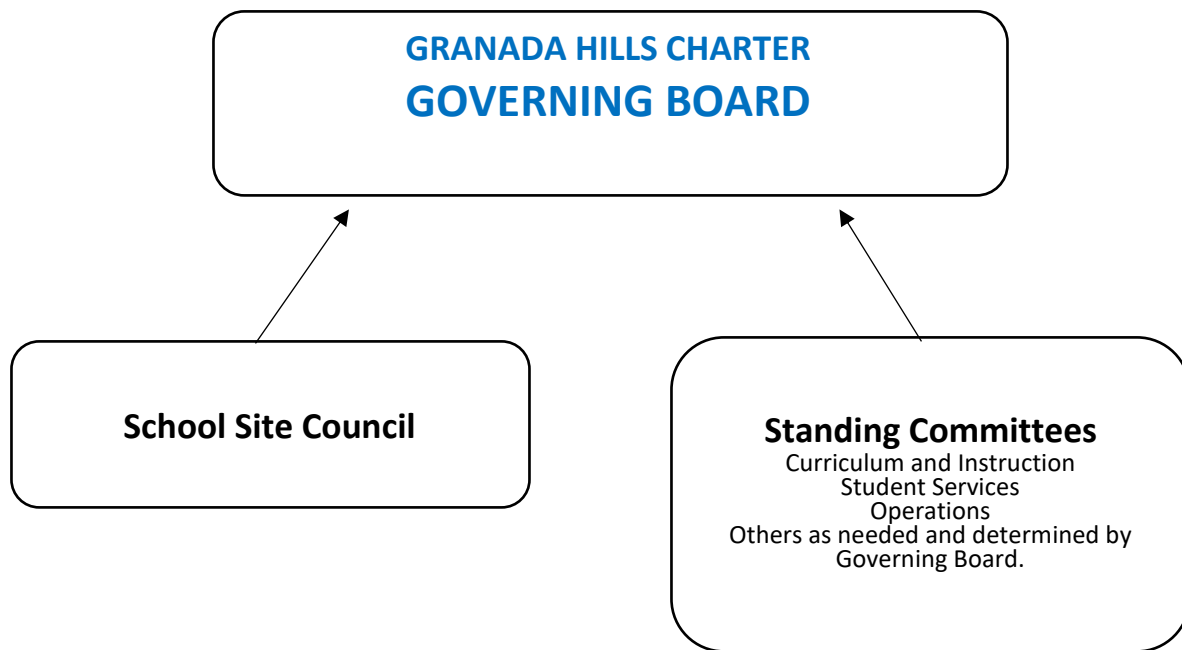 GRANADA HILLS CHARTER
GOVERNING BOARD
School Site Council
Standing Committees
Curriculum and Instruction
Student Services
Operations
Others as needed and determined by
Governing Board.